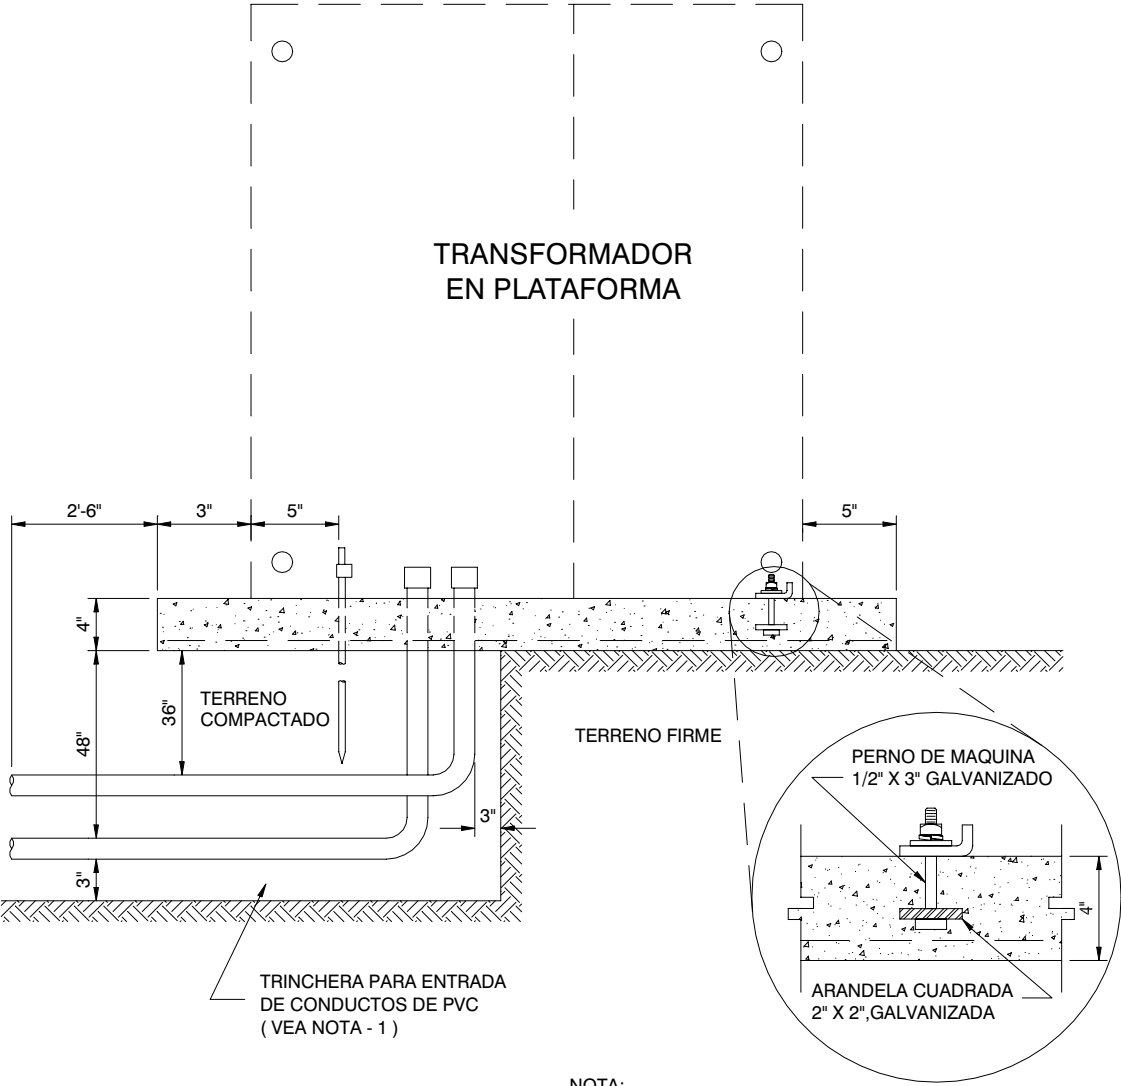 TRANSFORMADOR
EN PLATAFORMA
2'-6"
3"
5"
5"
4"
36"
48"
3"
3"
TERRENO
COMPACTADO
TERRENO FIRME
PERNO DE MAQUINA
1/2" X 3" GALVANIZADO
4"
ARANDELA CUADRADA
2" X 2",GALVANIZADA
TRINCHERA PARA ENTRADA
DE CONDUCTOS DE PVC
( VEA NOTA - 1 )
NOTA: